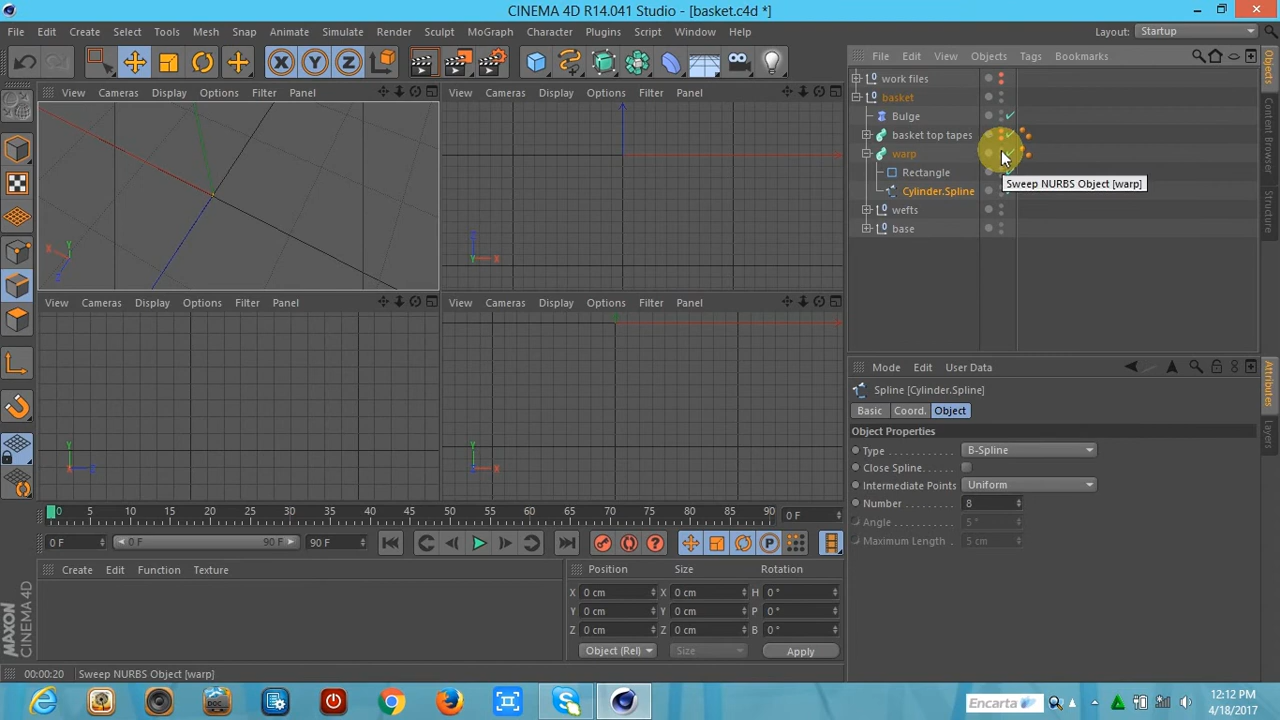 CINEMA 4D R14.041 Studio - [basket.c4d *]
File Edit Create Select Tools Mesh Snap Animate Simulate Render Sculpt MoGraph Character Plugins Script Window Help Layout: Startup
File Edit View Objects Tags Bookmarks
work files
basket
Bulge
basket top tapes
warp
Rectangle
Cylinder.Spline
Sweep NURBS Object [warp]
wefts
base
Objects
Content Browser
Structure
View Cameras Display Options Filter Panel
View Cameras Display Options Filter Panel
X Y Z
Y X
View Cameras Display Options Filter Panel
View Cameras Display Options Filter Panel
Y Z
Y X
Mode Edit User Data
Spline [Cylinder.Spline]
Basic Coord. Object
Object Properties
Type B-Spline
Close Spline
Intermediate Points Uniform
Number 8
Angle 5 °
Maximum Length 5 cm
Attributes
Layers
0 5 10 15 20 25 30 35 40 45 50 55 60 65 70 75 80 85 90 0 F
0 F 0 F 90 F 90 F
Create Edit Function Texture
Position Size Rotation
X 0 cm X 0 cm H 0 °
Y 0 cm Y 0 cm P 0 °
Z 0 cm Z 0 cm B 0 °
Object (Rel) Size Apply
MAXON
CINEMA 4D
00:00:20 Sweep NURBS Object [warp]
Encarta
12:12 PM
4/18/2017